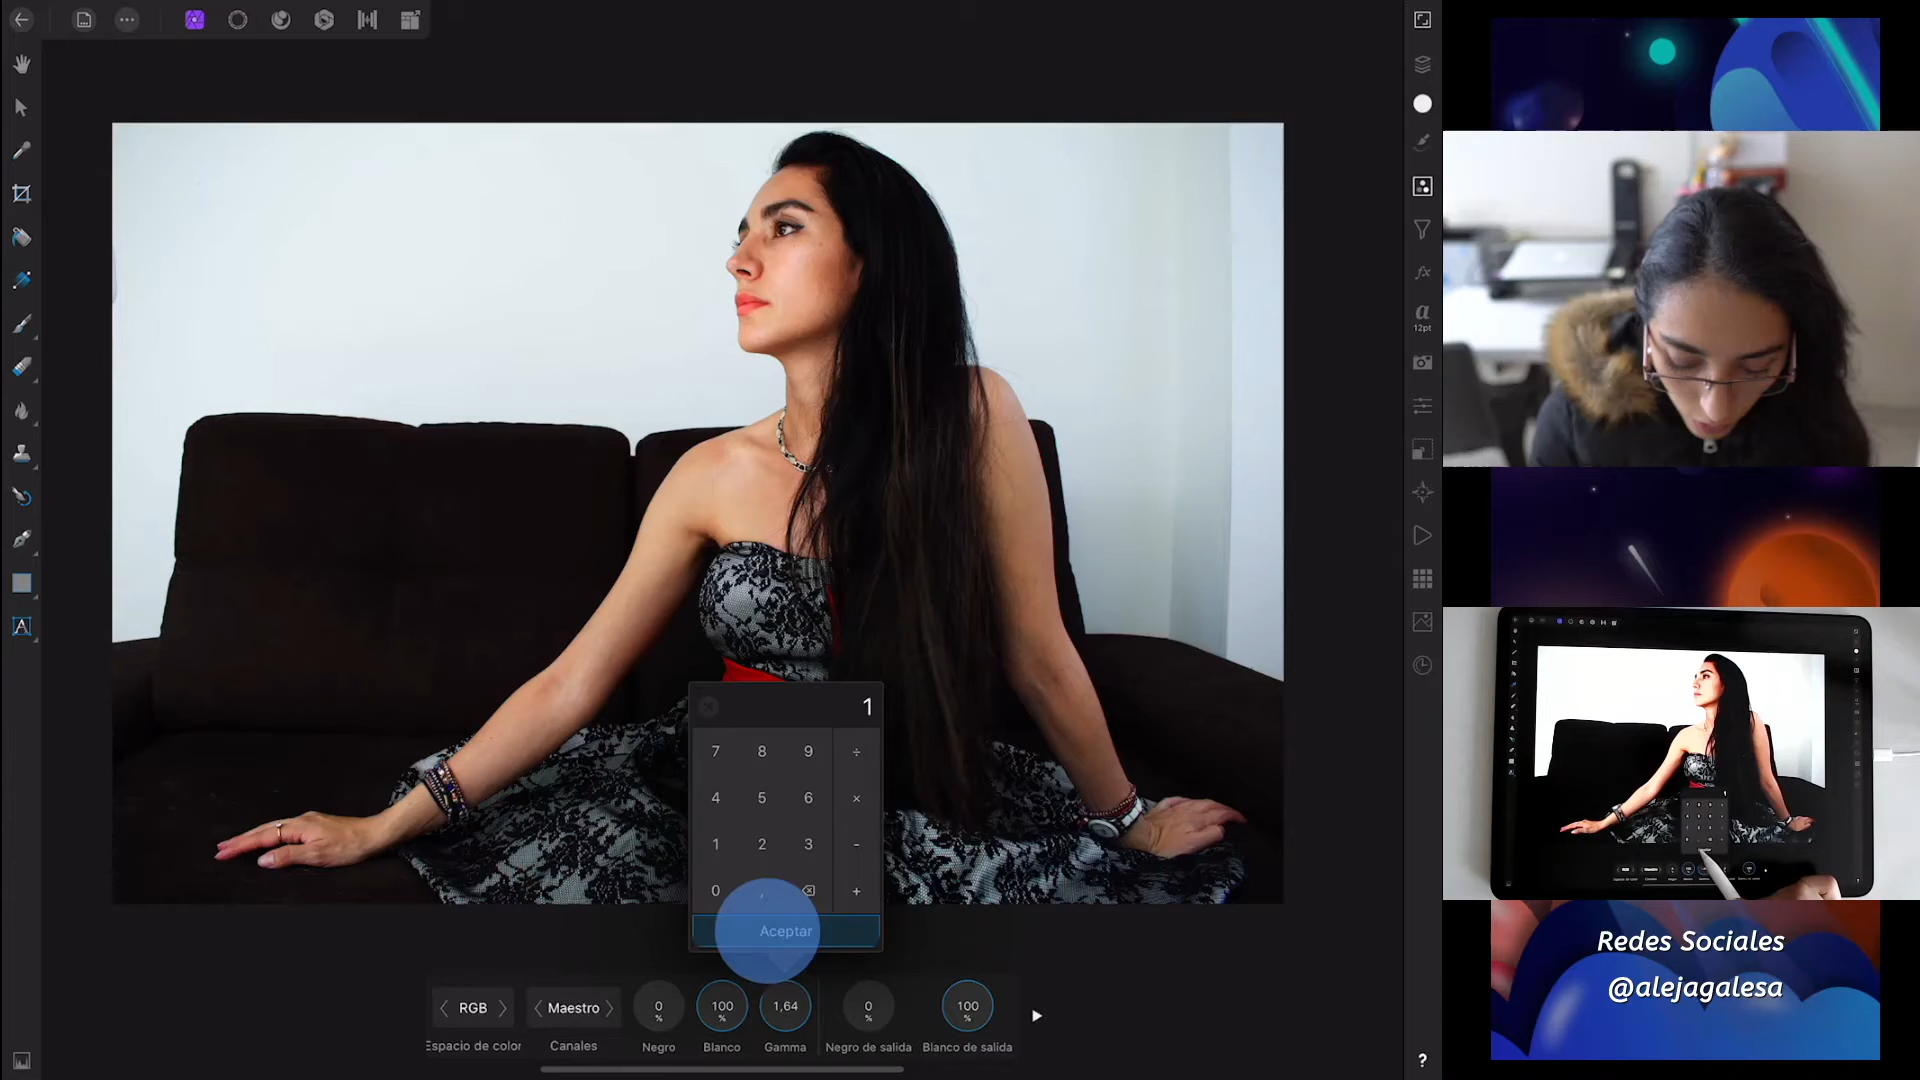 fx
a
12pt
1
7 8 9 ÷
4 5 6 ×
1 2 3 -
0 , +
Aceptar
RGB
Maestro
0 %
100 %
1,64
0 %
100 %
Espacio de color
Canales
Negro
Blanco
Gamma
Negro de salida
Blanco de salida
?
A
Redes Sociales
@alejagalesa